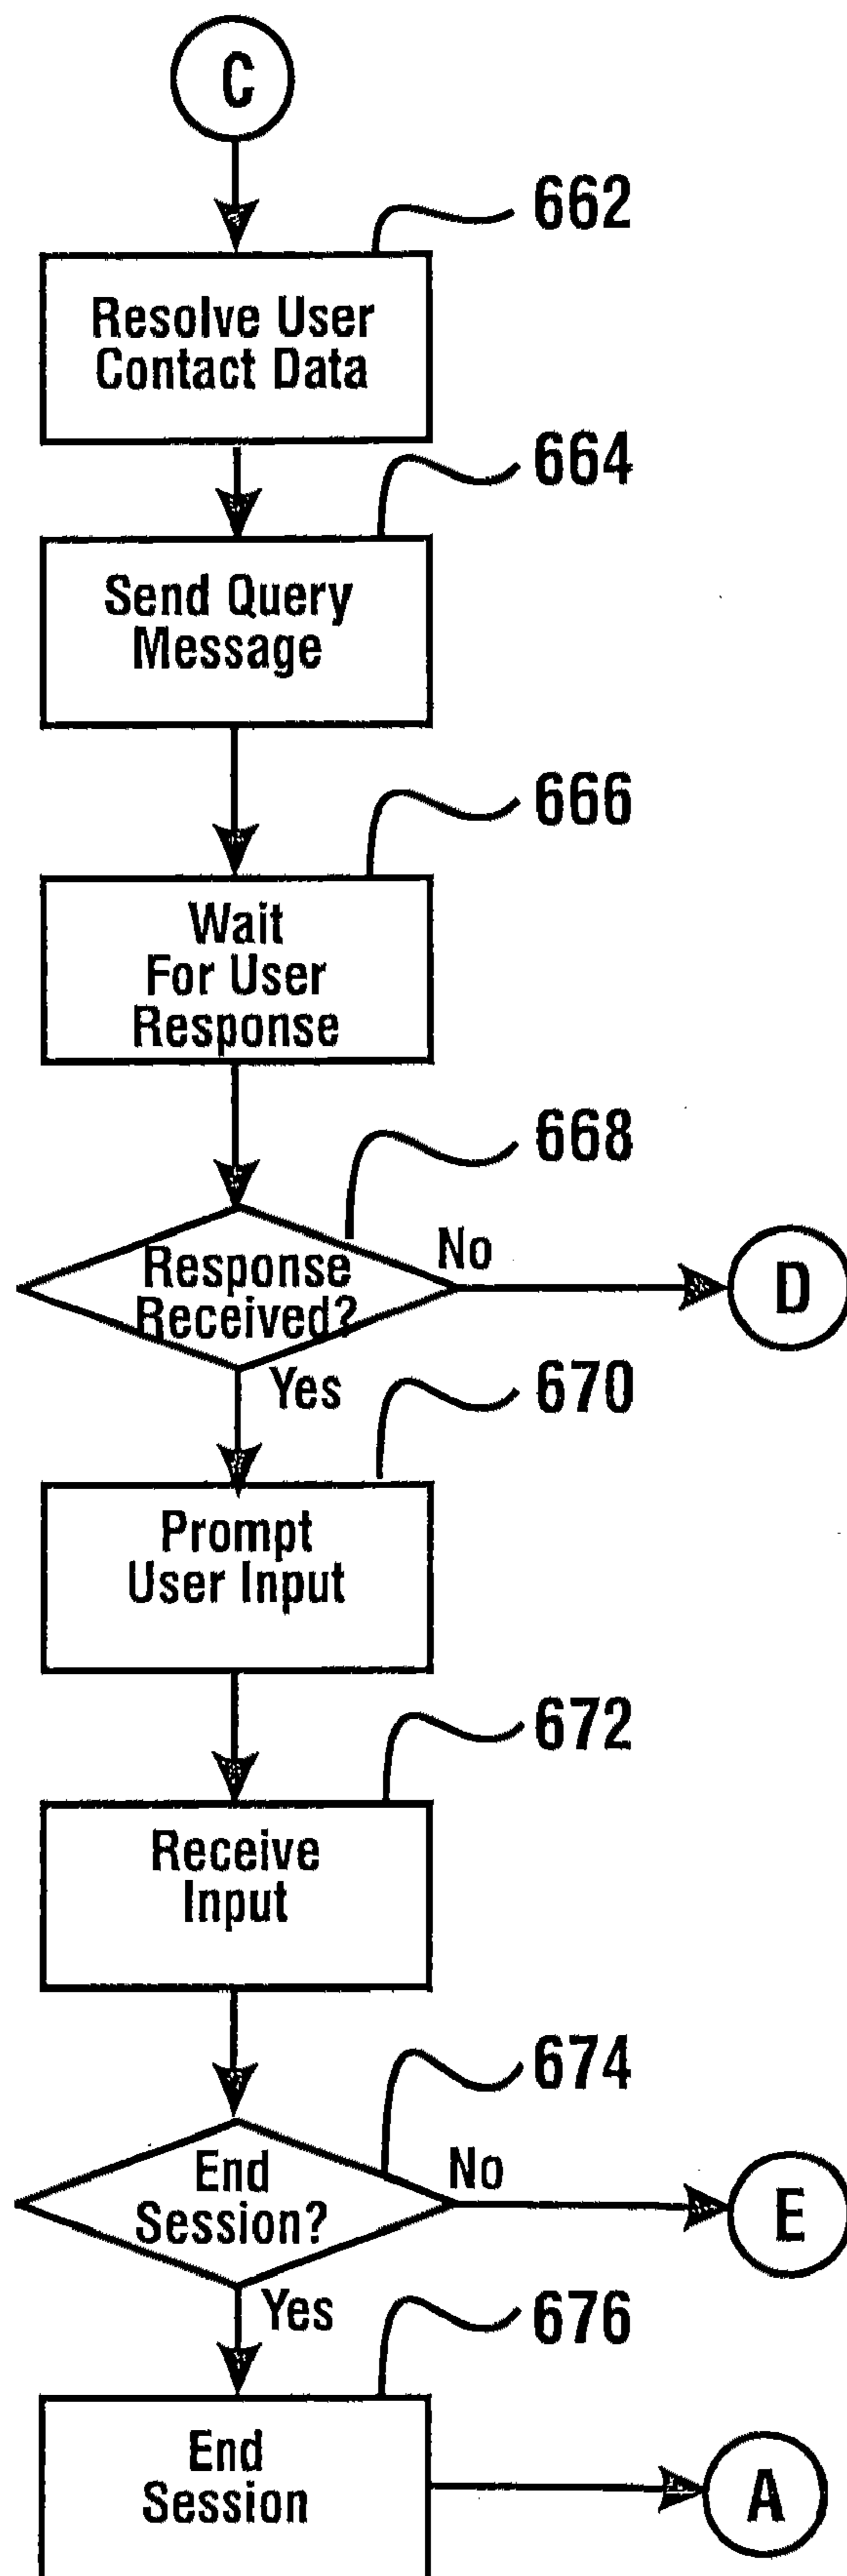 C
662
Resolve User
Contact Data
664
Send Query
Message
666
Wait
For User
Response
668
Response
Received?
No
D
Yes
670
Prompt
User Input
672
Receive
Input
674
End
Session?
No
E
Yes
676
End
Session
A